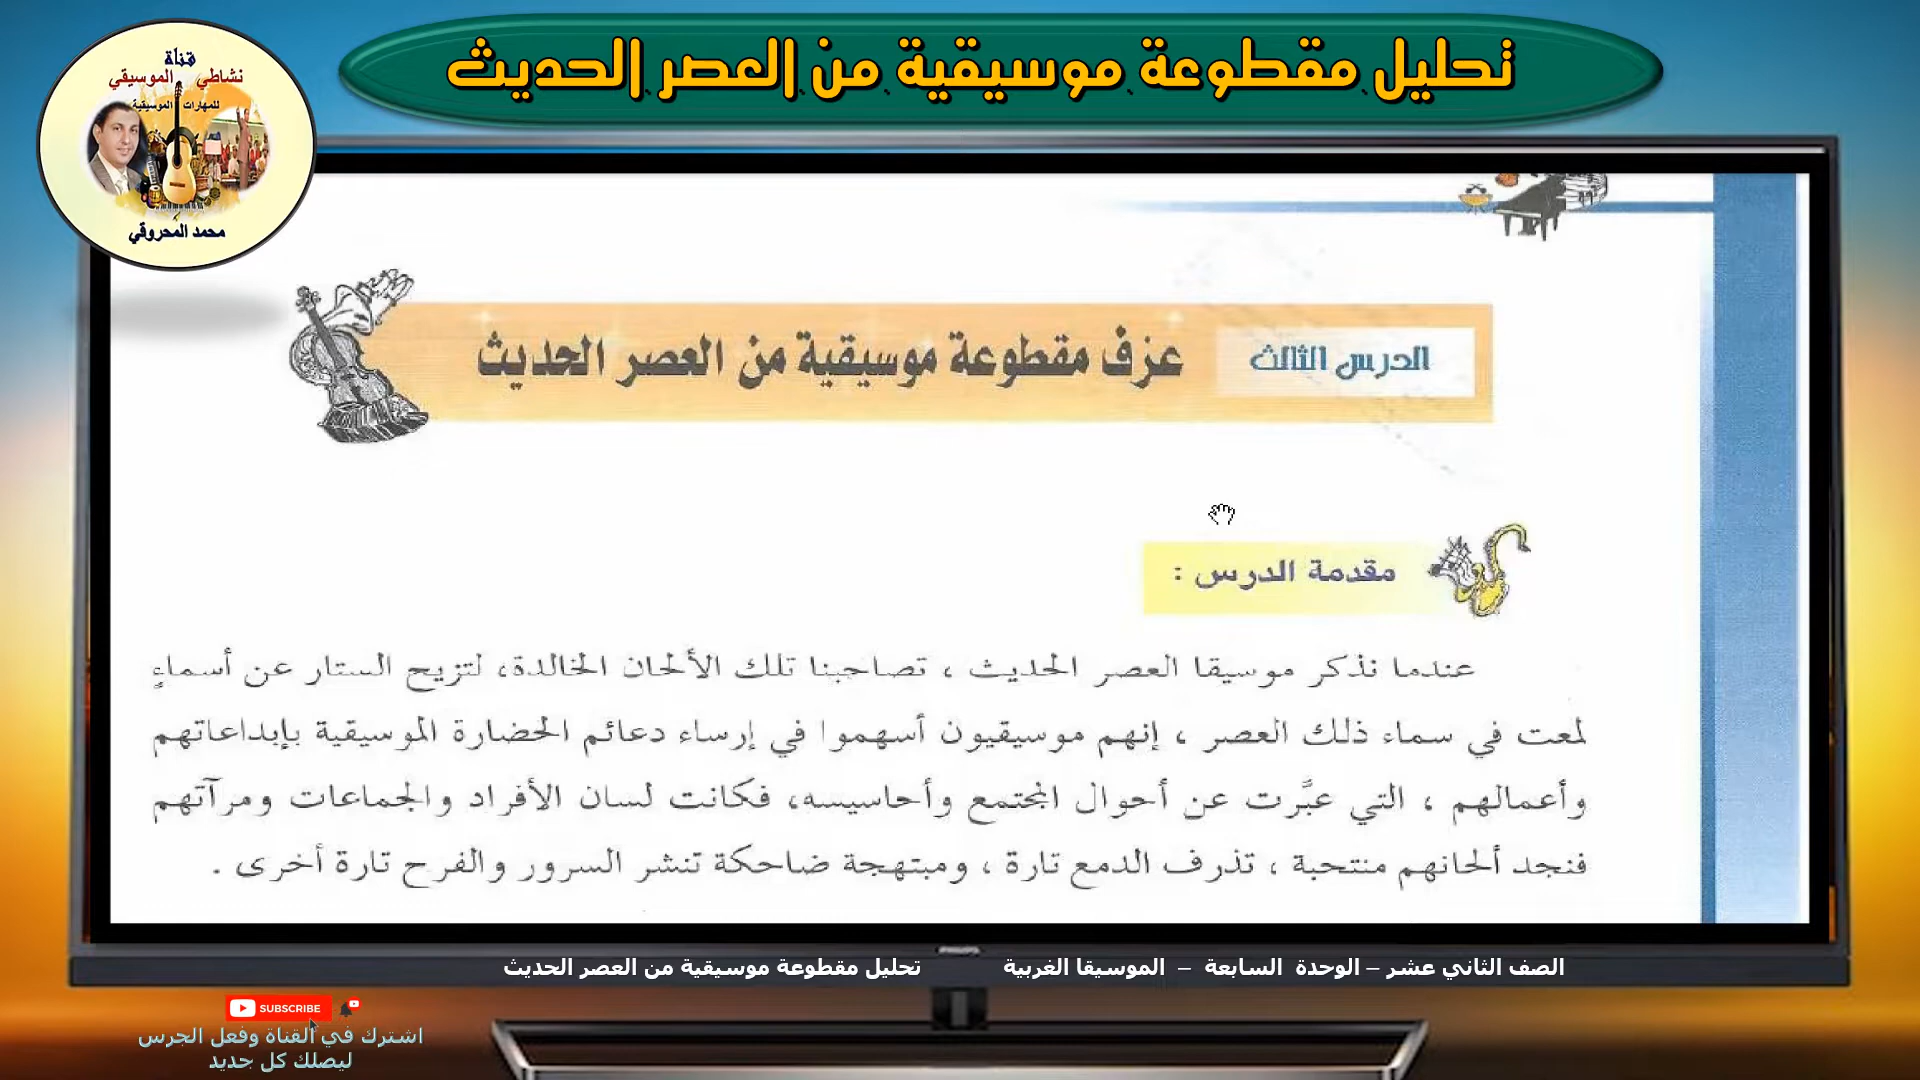 تحليل مقطوعة موسيقية من العصر الحديث
قناة
نشاطي الموسيقي
للمهارات الموسيقية
محمد المحروقي
الدرس الثالث
عزف مقطوعة موسيقية من العصر الحديث
مقدمة الدرس :
عندما نذكر موسيقا العصر الحديث ، تصاحبنا تلك الألحان الخالدة، لتزيح الستار عن أسماءٍ
لمعت في سماء ذلك العصر ، إنهم موسيقيون أسهموا في إرساء دعائم الحضارة الموسيقية بإبداعاتهم
وأعمالهم ، التي عبَّرت عن أحوال المجتمع وأحاسيسه، فكانت لسان الأفراد والجماعات ومرآتهم
فنجد ألحانهم منتحبة ، تذرف الدمع تارة ، ومبتهجة ضاحكة تنشر السرور والفرح تارة أخرى .
PHILIPS
الصف الثاني عشر – الوحدة السابعة – الموسيقا الغربية
تحليل مقطوعة موسيقية من العصر الحديث
SUBSCRIBE
اشترك في القناة وفعل الجرس
ليصلك كل جديد